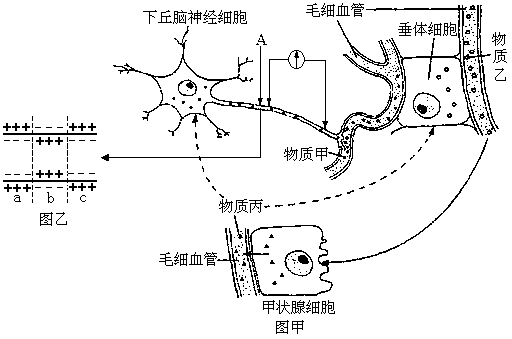 下丘脑神经细胞
毛细血管
A
垂体细胞
物质乙
+++ +++
+++
物质甲
+++
+++ +++
a b c
图乙
物质丙
毛细血管
甲状腺细胞
图甲